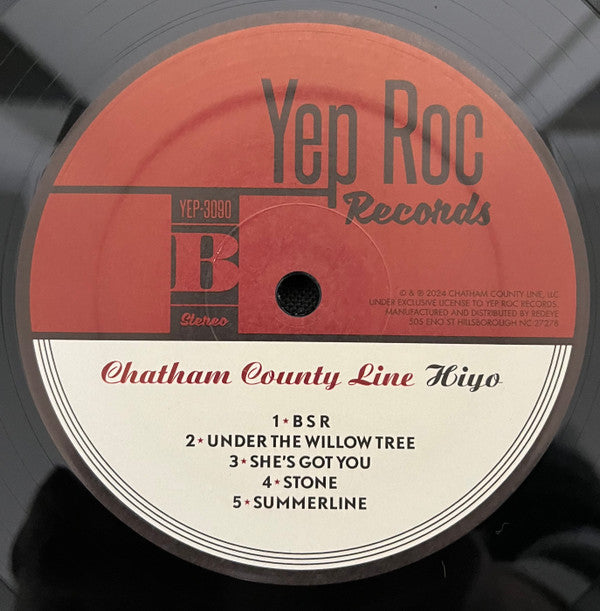 Yep Roc
Records
YEP-3090
B
Stereo
© & ℗ 2024 CHATHAM COUNTY LINE, LLC
UNDER EXCLUSIVE LICENSE TO YEP ROC RECORDS.
MANUFACTURED AND DISTRIBUTED BY REDEYE
505 ENO ST HILLSBOROUGH NC 27278
Chatham County Line Hiyo
1★B S R
2★UNDER THE WILLOW TREE
3★SHE'S GOT YOU
4★STONE
5★SUMMERLINE